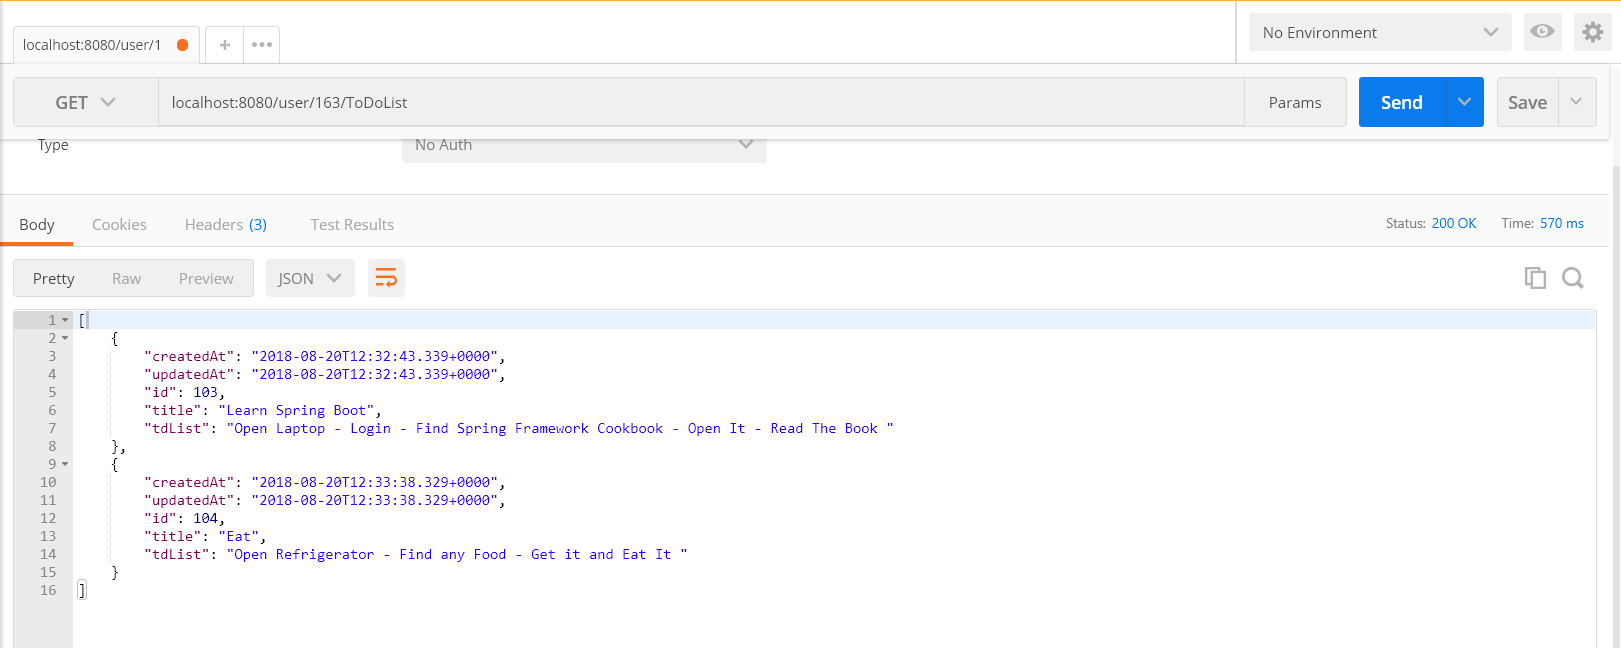 localhost:8080/user/1 + •••
No Environment
GET localhost:8080/user/163/ToDoList Params Send Save
Type No Auth
Body Cookies Headers (3) Test Results Status: 200 OK Time: 570 ms
Pretty Raw Preview JSON
1 [
2 {
3 "createdAt": "2018-08-20T12:32:43.339+0000",
4 "updatedAt": "2018-08-20T12:32:43.339+0000",
5 "id": 103,
6 "title": "Learn Spring Boot",
7 "tdList": "Open Laptop - Login - Find Spring Framework Cookbook - Open It - Read The Book "
8 },
9 {
10 "createdAt": "2018-08-20T12:33:38.329+0000",
11 "updatedAt": "2018-08-20T12:33:38.329+0000",
12 "id": 104,
13 "title": "Eat",
14 "tdList": "Open Refrigerator - Find any Food - Get it and Eat It "
15 }
16 ]